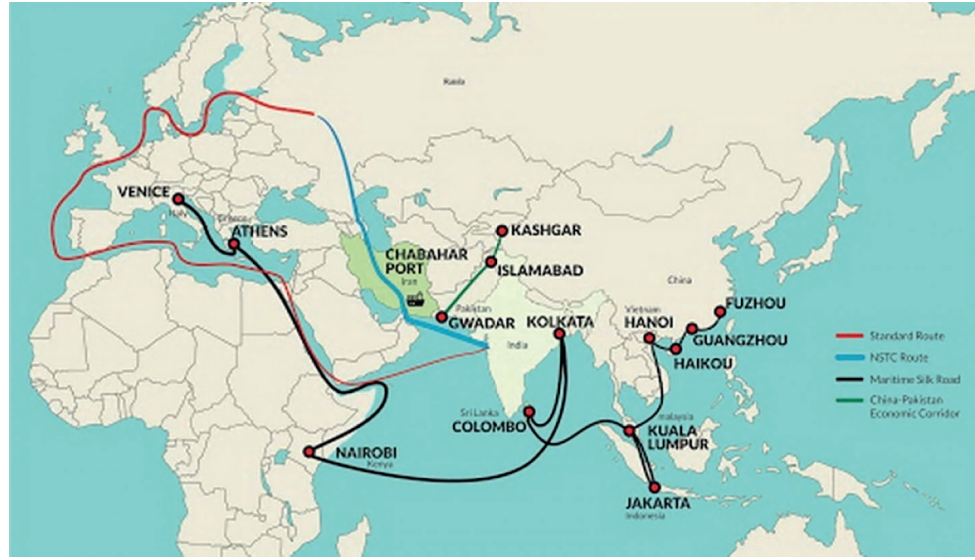 Russia
VENICE
Italy
Greece
ATHENS
KASHGAR
CHABAHAR
PORT
Iran
ISLAMABAD
China
Pakistan
GWADAR
KOLKATA
India
Vietnam
HANOI
FUZHOU
GUANGZHOU
HAIKOU
Standard Route
NSTC Route
Maritime Silk Road
China-Pakistan
Economic Corridor
Sri Lanka
COLOMBO
malaysia
KUALA
LUMPUR
NAIROBI
Kenya
JAKARTA
Indonesia